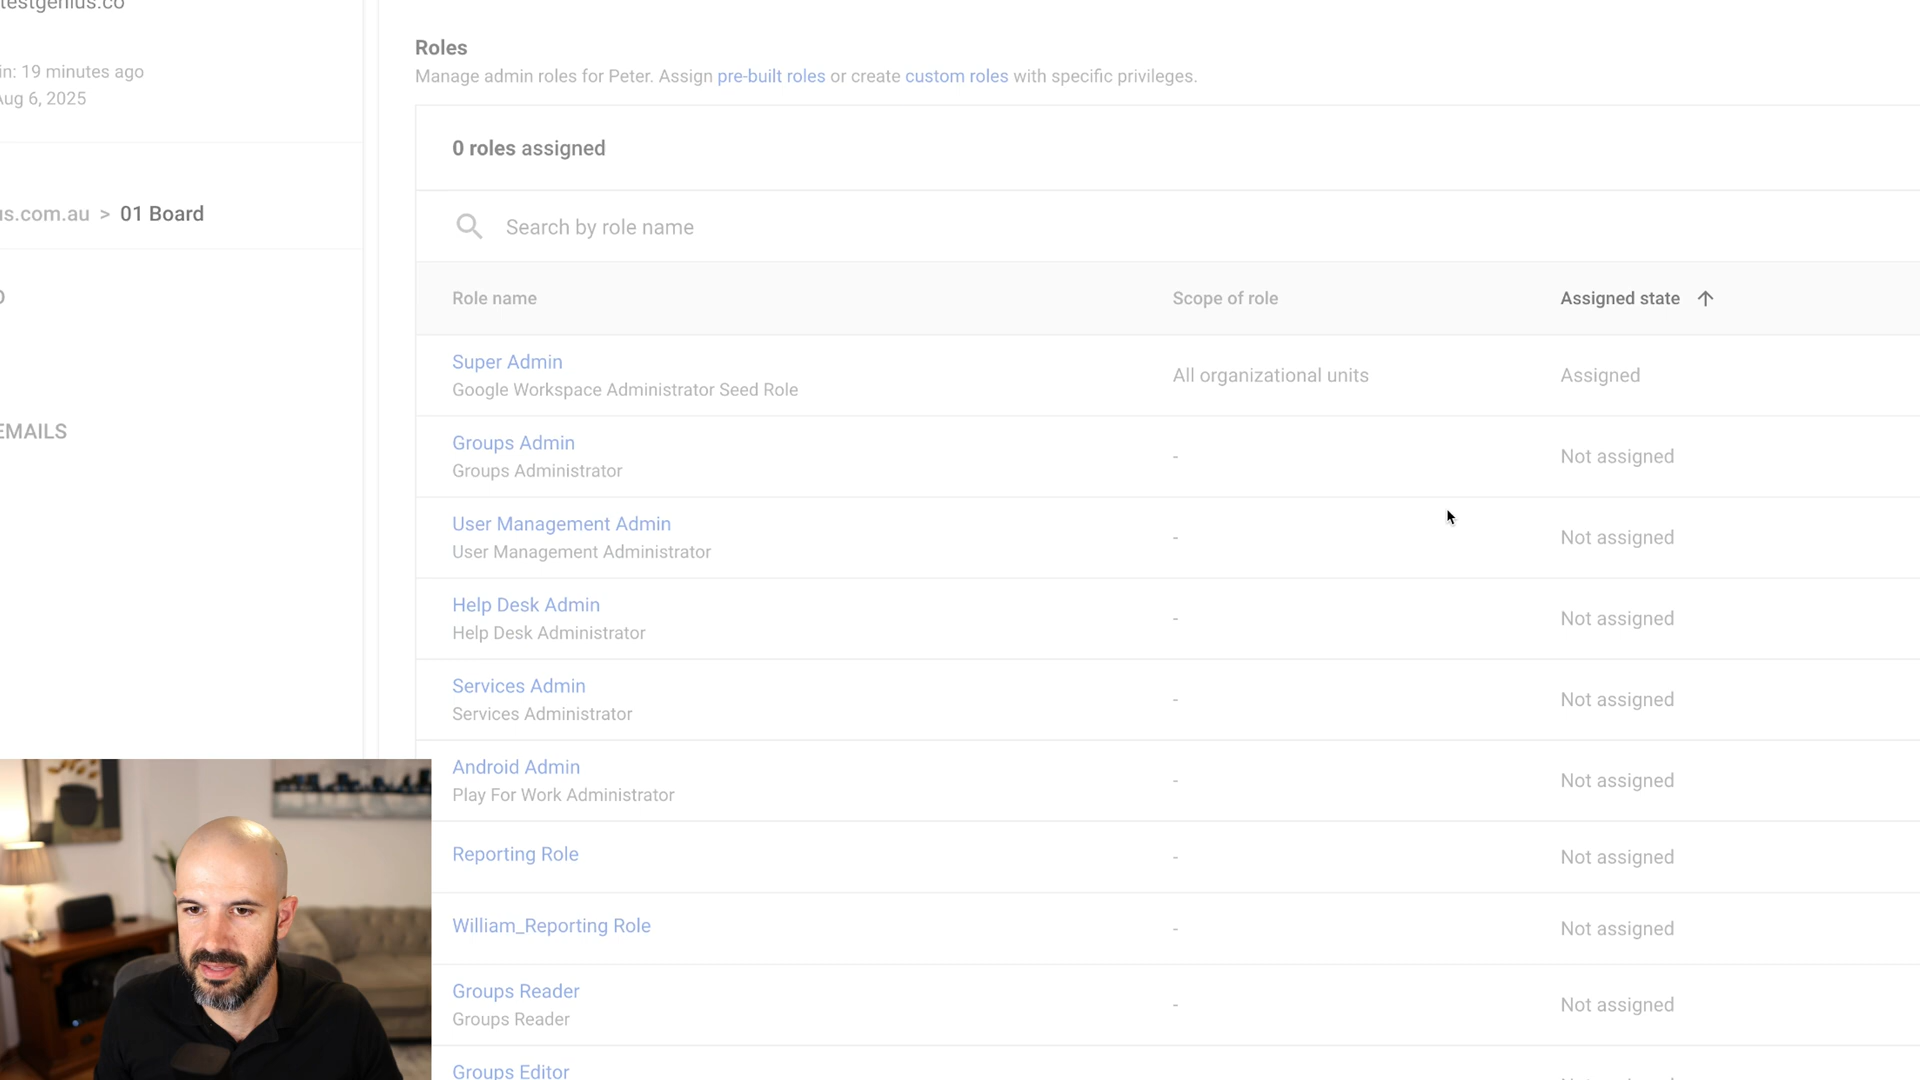 testgenius.co
in: 19 minutes ago
Aug 6, 2025
us.com.au > 01 Board
EMAILS
Roles
Manage admin roles for Peter. Assign pre-built roles or create custom roles with specific privileges.
0 roles assigned
Search by role name
Role name Scope of role Assigned state
Super Admin
Google Workspace Administrator Seed Role
All organizational units
Assigned
Groups Admin
Groups Administrator
-
Not assigned
User Management Admin
User Management Administrator
-
Not assigned
Help Desk Admin
Help Desk Administrator
-
Not assigned
Services Admin
Services Administrator
-
Not assigned
Android Admin
Play For Work Administrator
-
Not assigned
Reporting Role
-
Not assigned
William_Reporting Role
-
Not assigned
Groups Reader
Groups Reader
-
Not assigned
Groups Editor